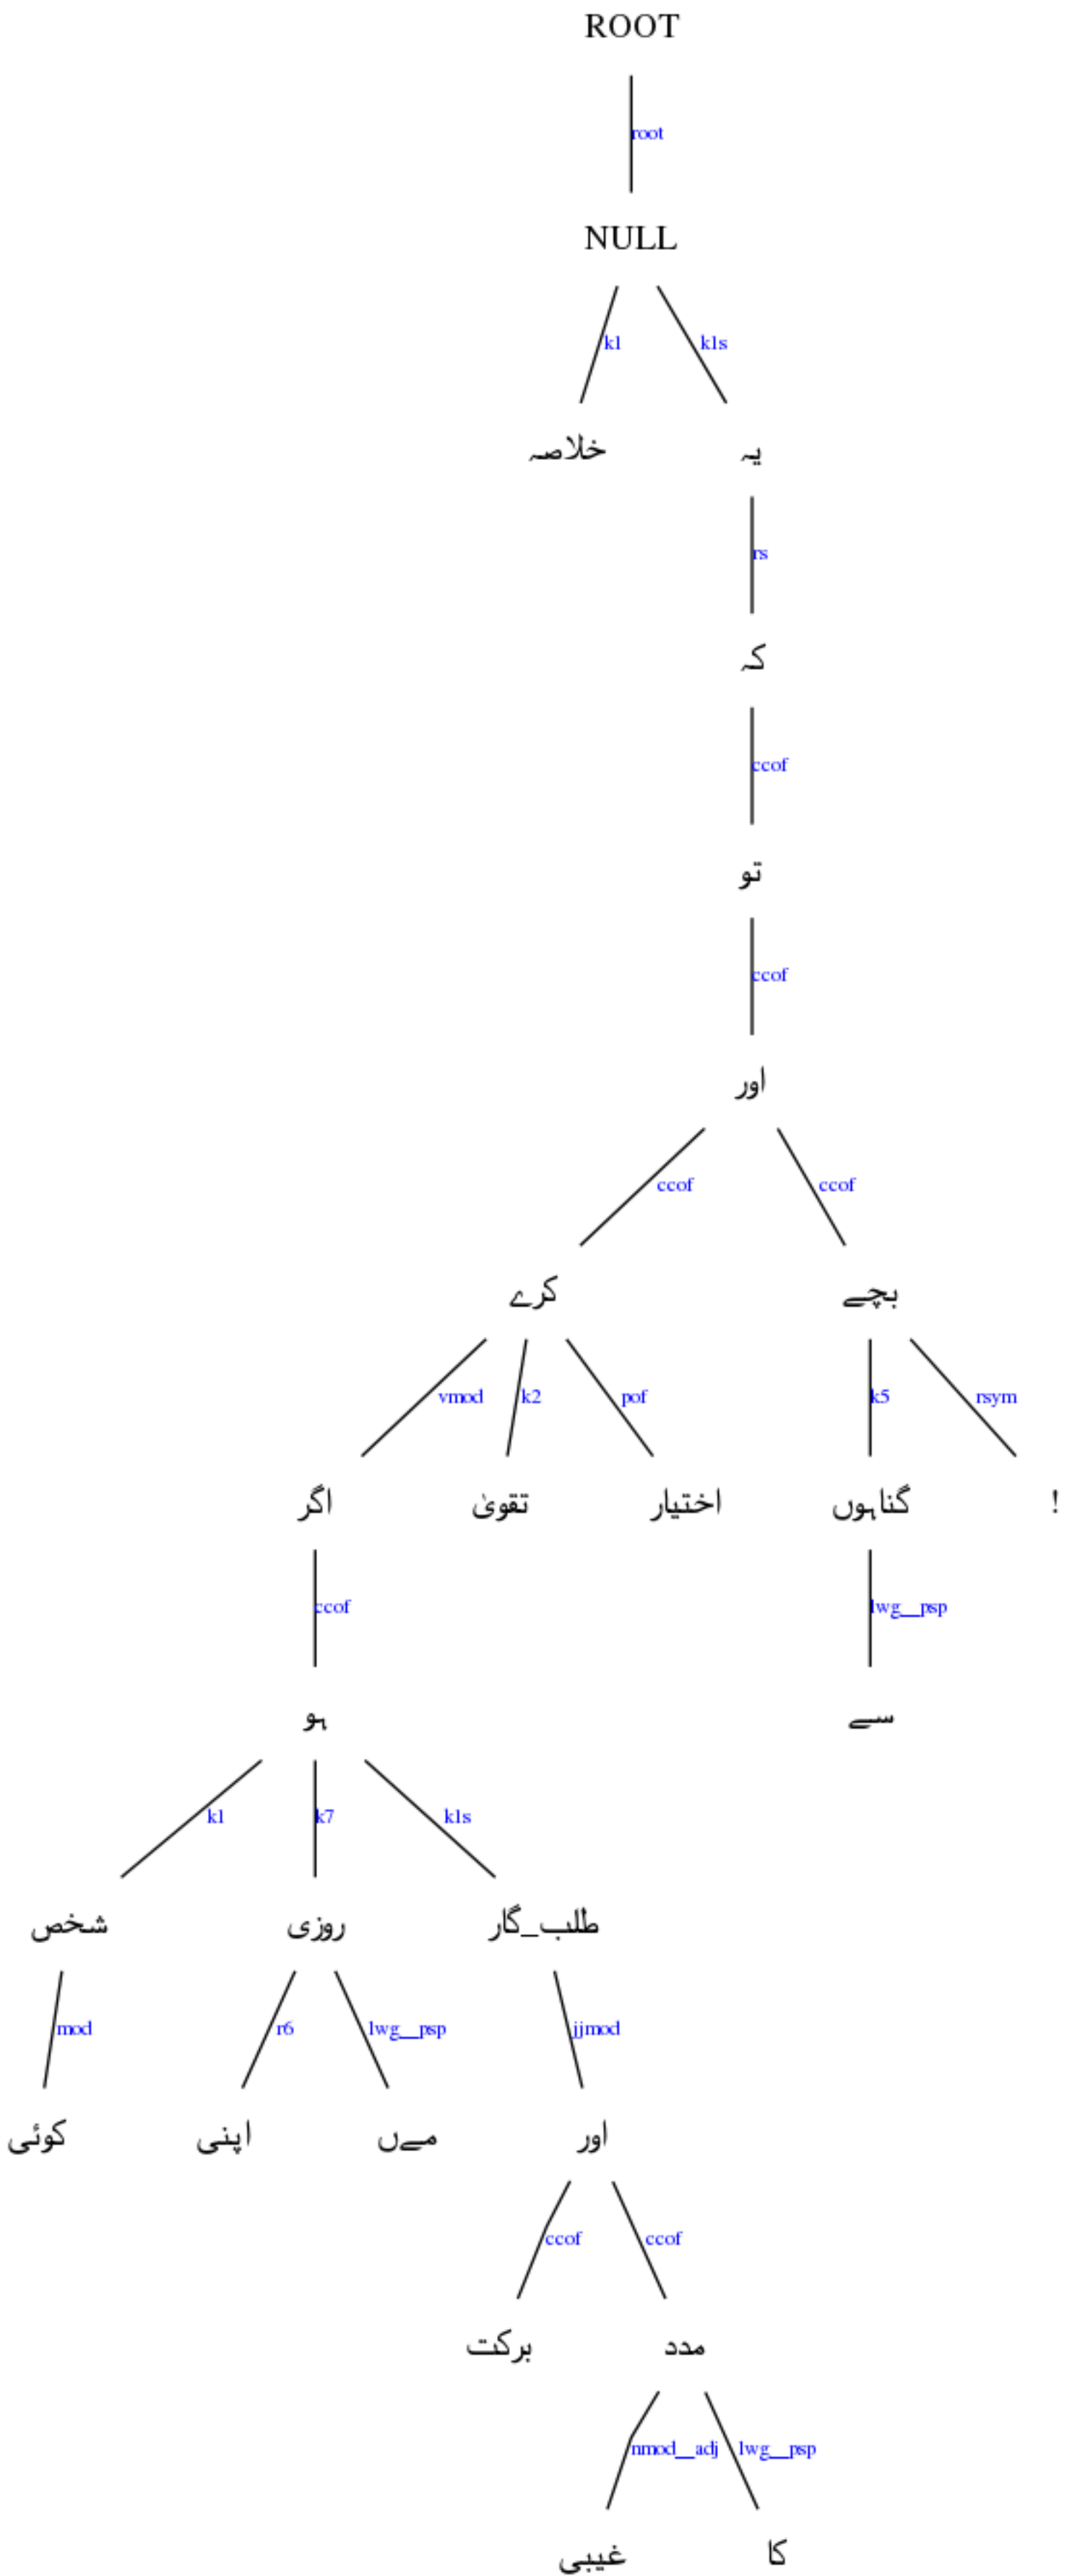 ROOT
root
NULL
k1 k1s
خلاصہ یہ
rs
کہ
ccof
تو
ccof
اور
ccof ccof
کرے بچے
vmod k2 pof k5 rsym
اگر تقویٰ اختیار گناہوں !
ccof lwg__psp
ہو سے
k1 k7 k1s
شخص روزی طلب_گار
mod r6 lwg__psp jjmod
کوئی اپنی مےں اور
ccof ccof
برکت مدد
nmod__adj lwg__psp
غیبی کا